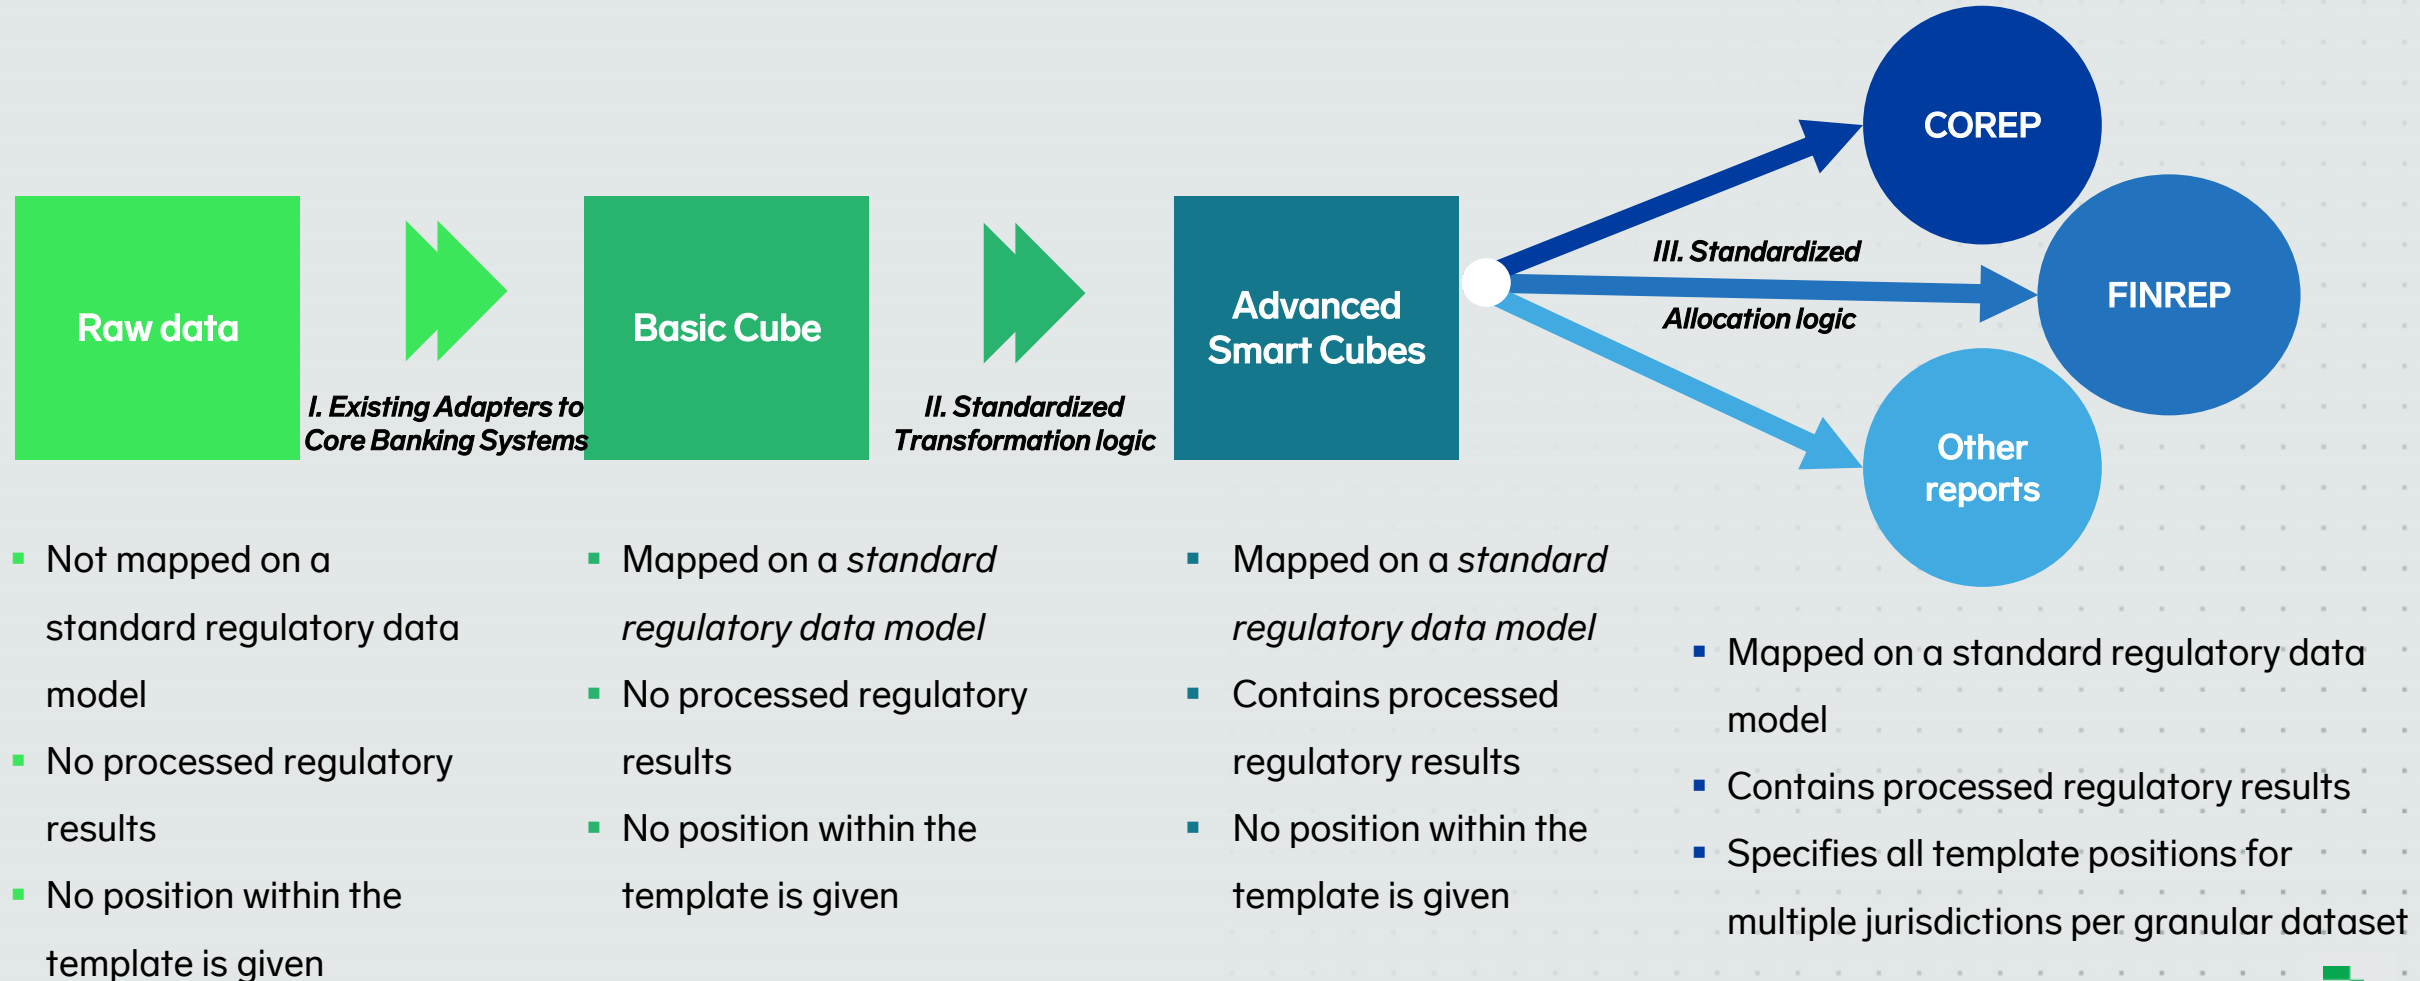 COREP
III. Standardized
Allocation logic
FINREP
Raw data
I. Existing Adapters to
Core Banking Systems
Basic Cube
II. Standardized
Transformation logic
Advanced
Smart Cubes
Other
reports
Not mapped on a
standard regulatory data
model
No processed regulatory
results
No position within the
template is given
Mapped on a standard
regulatory data model
No processed regulatory
results
No position within the
template is given
Mapped on a standard
regulatory data model
Contains processed
regulatory results
No position within the
template is given
Mapped on a standard regulatory data
model
Contains processed regulatory results
Specifies all template positions for
multiple jurisdictions per granular dataset